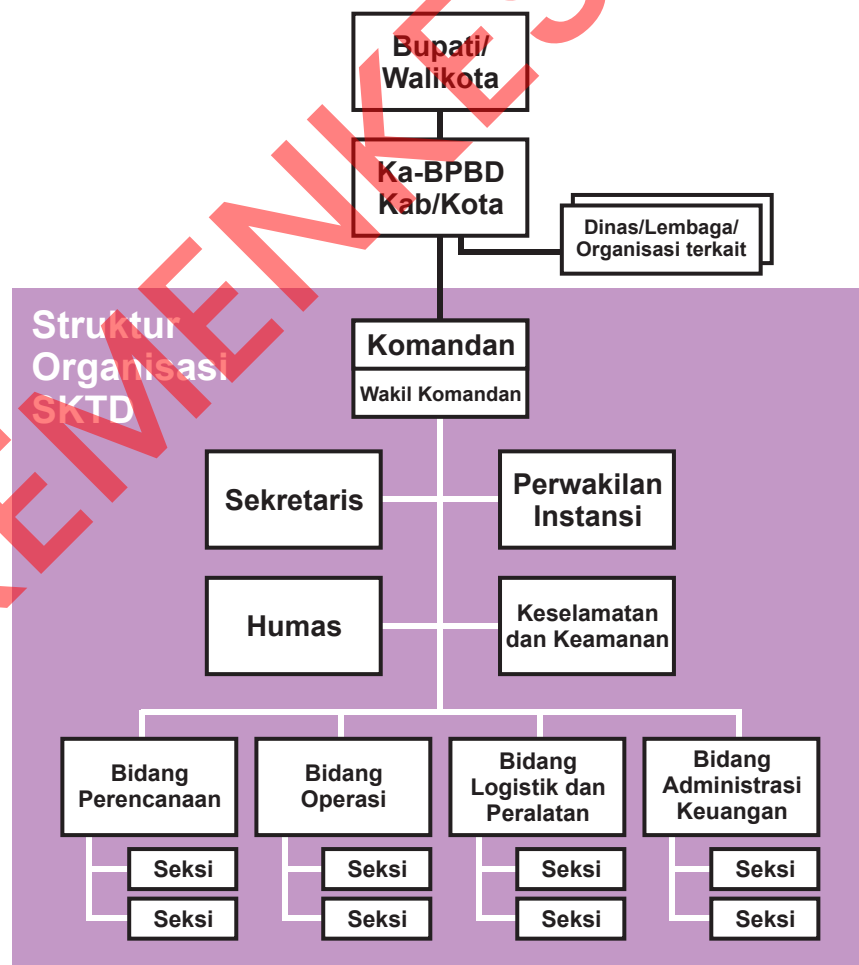 Bupati/
Walikota
Ka-BPBD
Kab/Kota
Dinas/Lembaga/
Organisasi terkait
Struktur
Organisasi
SKTD
Komandan
Wakil Komandan
Sekretaris
Perwakilan
Instansi
Humas
Keselamatan
dan Keamanan
Bidang
Perencanaan
Bidang
Operasi
Bidang
Logistik dan
Peralatan
Bidang
Administrasi
Keuangan
Seksi
Seksi
Seksi
Seksi
Seksi
Seksi
Seksi
Seksi
KEMENKES